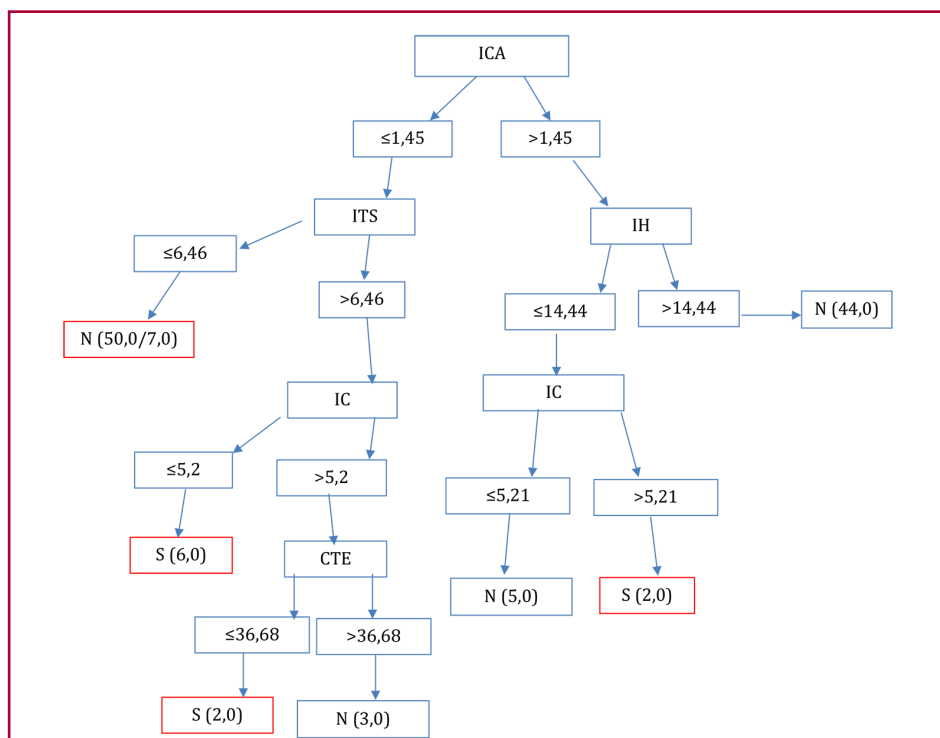 ICA
≤1,45
>1,45
ITS
IH
≤6,46
>6,46
≤14,44
>14,44
N (44,0)
N (50,0/7,0)
IC
IC
≤5,2
>5,2
≤5,21
>5,21
S (6,0)
CTE
N (5,0)
S (2,0)
≤36,68
>36,68
S (2,0)
N (3,0)